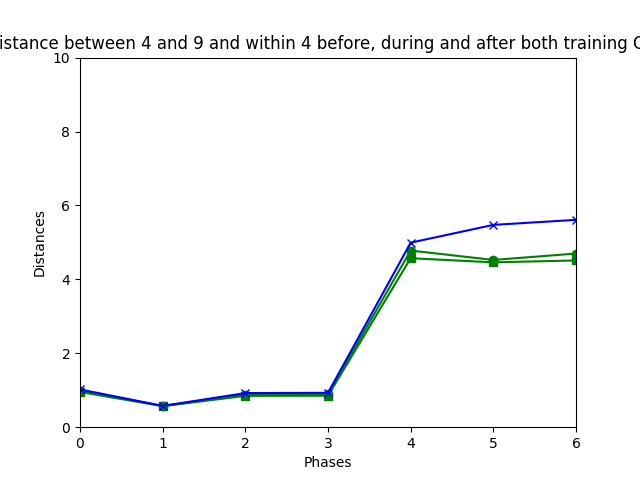 istance between 4 and 9 and within 4 before, during and after both training
10
8
6
4
2
0
Distances
0 1 2 3 4 5 6
Phases